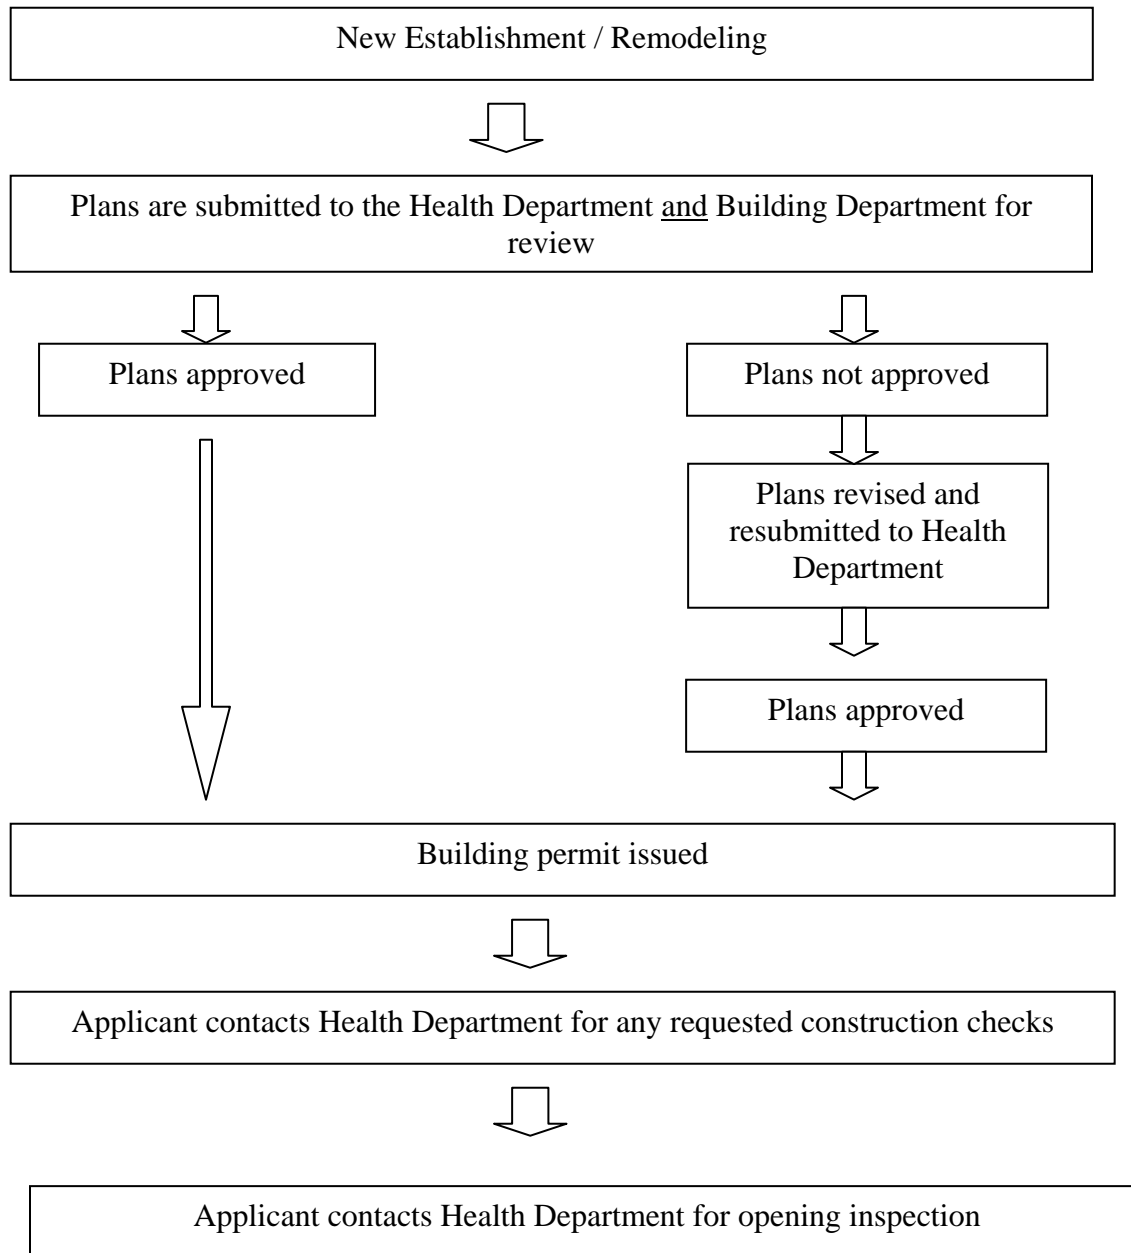 New Establishment / Remodeling
Plans are submitted to the Health Department and Building Department for
review
Plans approved
Plans not approved
Plans revised and
resubmitted to Health
Department
Plans approved
Building permit issued
Applicant contacts Health Department for any requested construction checks
Applicant contacts Health Department for opening inspection